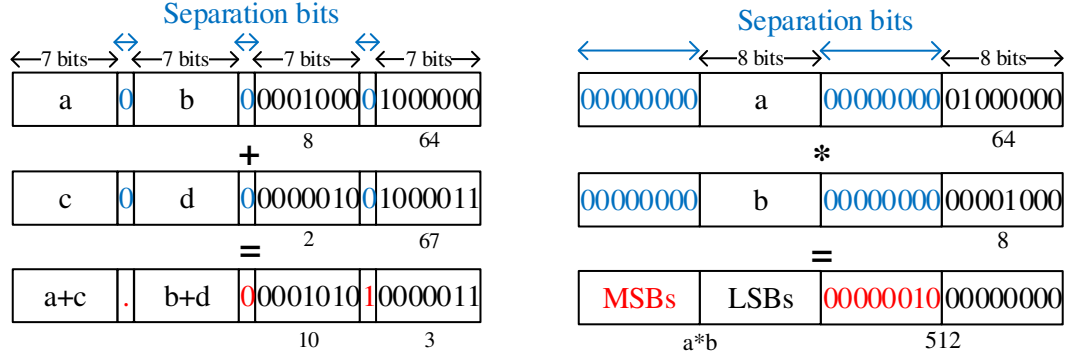 Separation bits
7 bits 7 bits 7 bits 7 bits
a 0 b 0 0001000 0 1000000
8 64
+
c 0 d 0 0000010 0 1000011
2 67
=
a+c . b+d 0 0001010 1 0000011
10 3
Separation bits
8 bits 8 bits
00000000 a 00000000 01000000
64
*
00000000 b 00000000 00001000
8
=
MSBs LSBs 00000010 00000000
a*b 512